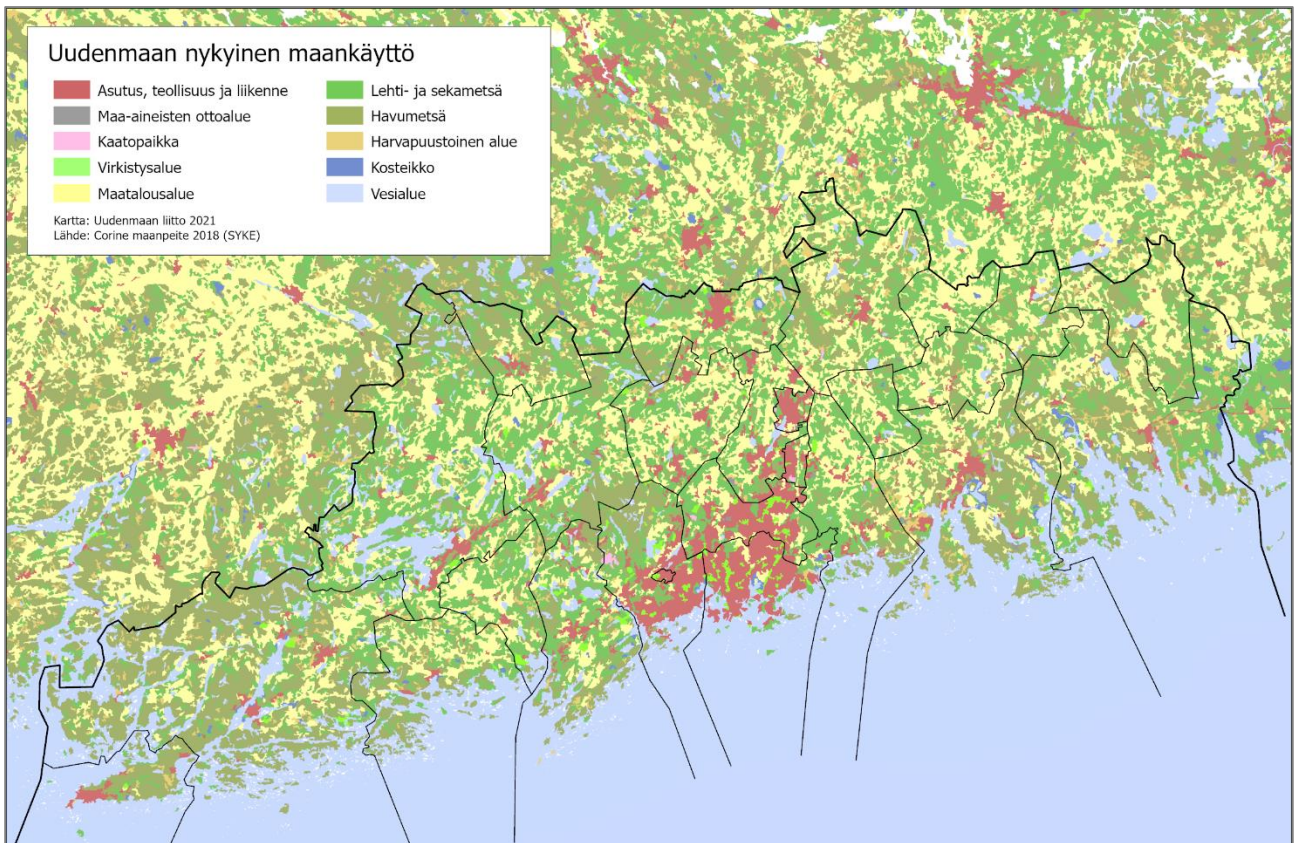 Uudenmaan nykyinen maankäyttö
Asutus, teollisuus ja liikenne
Maa-aineisten ottoalue
Kaatopaikka
Virkistysalue
Maatalousalue
Lehti- ja sekametsä
Havumetsä
Harvapuustoinen alue
Kosteikko
Vesialue
Kartta: Uudenmaan liitto 2021
Lähde: Corine maanpeite 2018 (SYKE)